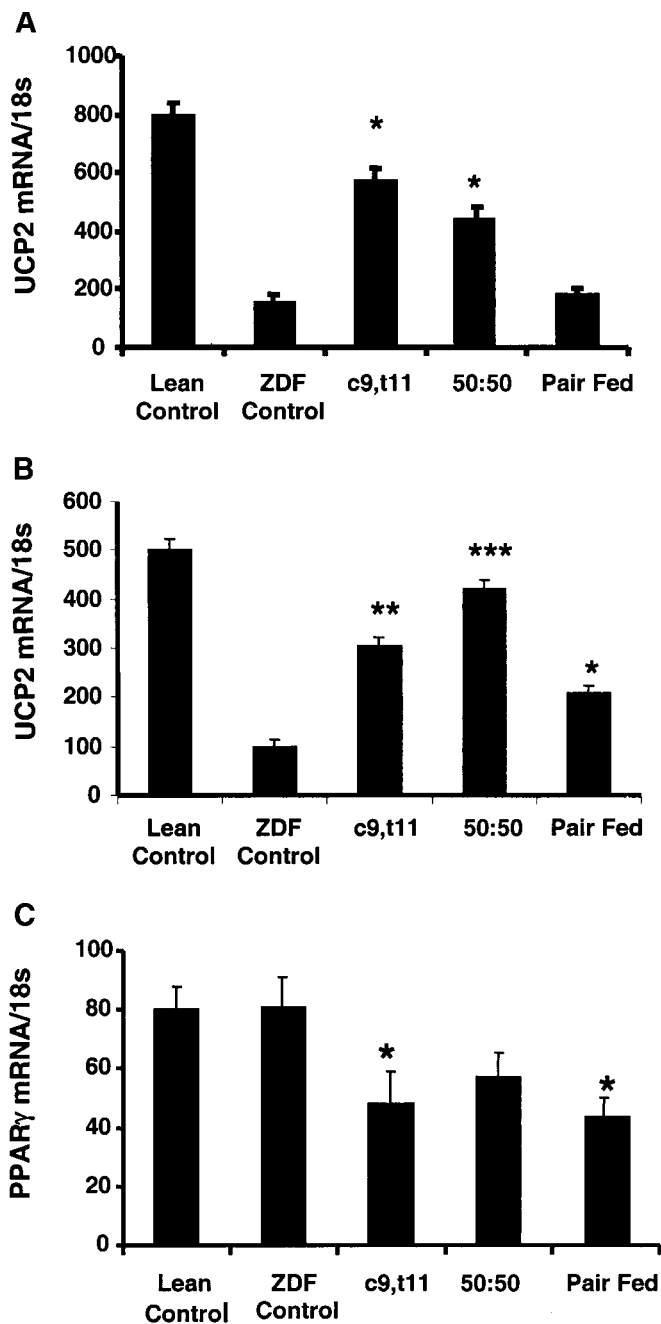 A
UCP2 mRNA/18s
1000
800
600
400
200
0
*
*
Lean Control
ZDF Control
c9,t11
50:50
Pair Fed
B
UCP2 mRNA/18s
600
500
400
300
200
100
0
**
***
*
Lean Control
ZDF Control
c9,t11
50:50
Pair Fed
C
PPARγ mRNA/18s
100
80
60
40
20
0
*
*
Lean Control
ZDF Control
c9,t11
50:50
Pair Fed